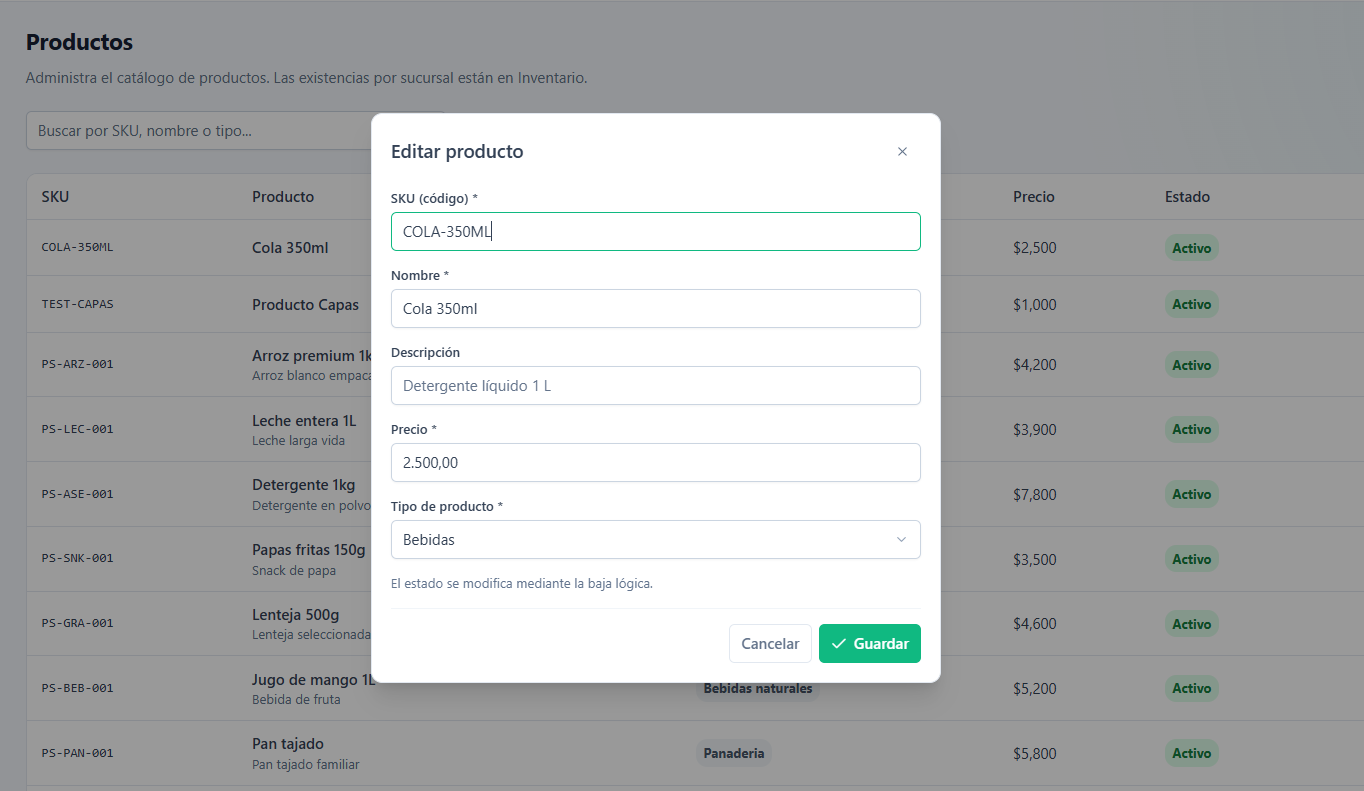 Productos
Administra el catálogo de productos. Las existencias por sucursal están en Inventario.
Buscar por SKU, nombre o tipo...
Editar producto
SKU (código) *
COLA-350ML
Nombre *
Cola 350ml
Descripción
Detergente líquido 1 L
Precio *
2.500,00
Tipo de producto *
Bebidas
El estado se modifica mediante la baja lógica.
Cancelar
Guardar
SKU Producto Precio Estado
COLA-350ML Cola 350ml $2,500 Activo
TEST-CAPAS Producto Capas $1,000 Activo
PS-ARZ-001 Arroz premium $4,200 Activo
Arroz blanco
PS-LEC-001 Leche entera 1L $3,900 Activo
Leche larga vida
PS-ASE-001 Detergente 1kg $7,800 Activo
Detergente en polvo
PS-SNK-001 Papas fritas 150g $3,500 Activo
Snack de papa
PS-GRA-001 Lenteja 500g $4,600 Activo
Lenteja seleccionada
PS-BEB-001 Jugo de mango 1L Bebidas naturales $5,200 Activo
Bebida de fruta
PS-PAN-001 Pan tajado Panaderia $5,800 Activo
Pan tajado familiar